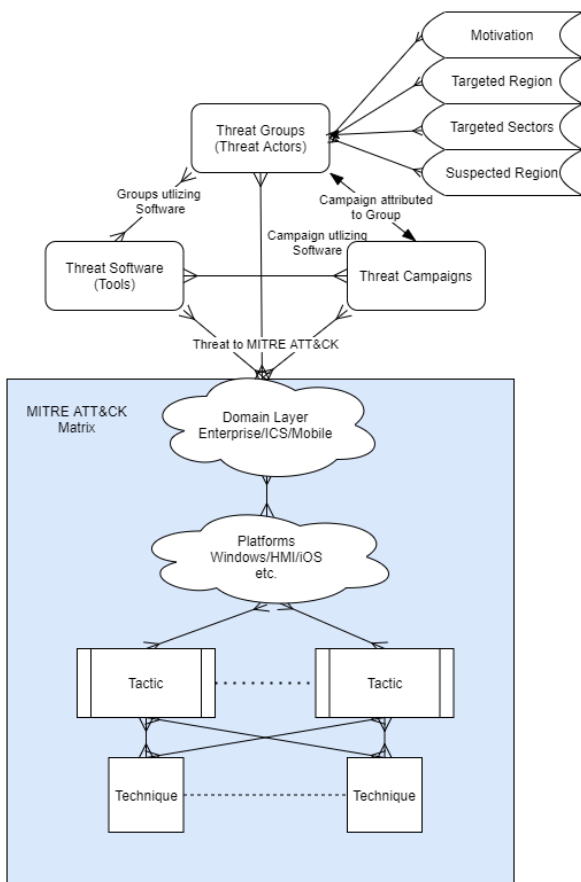 Motivation
Targeted Region
Targeted Sectors
Suspected Region
Threat Groups
(Threat Actors)
Groups utlizing
Software
Campaign attributed
to Group
Campaign utlizing
Software
Threat Software
(Tools)
Threat Campaigns
Threat to MITRE ATT&CK
MITRE ATT&CK
Matrix
Domain Layer
Enterprise/ICS/Mobile
Platforms
Windows/HMI/iOS
etc.
Tactic
Tactic
Technique
Technique